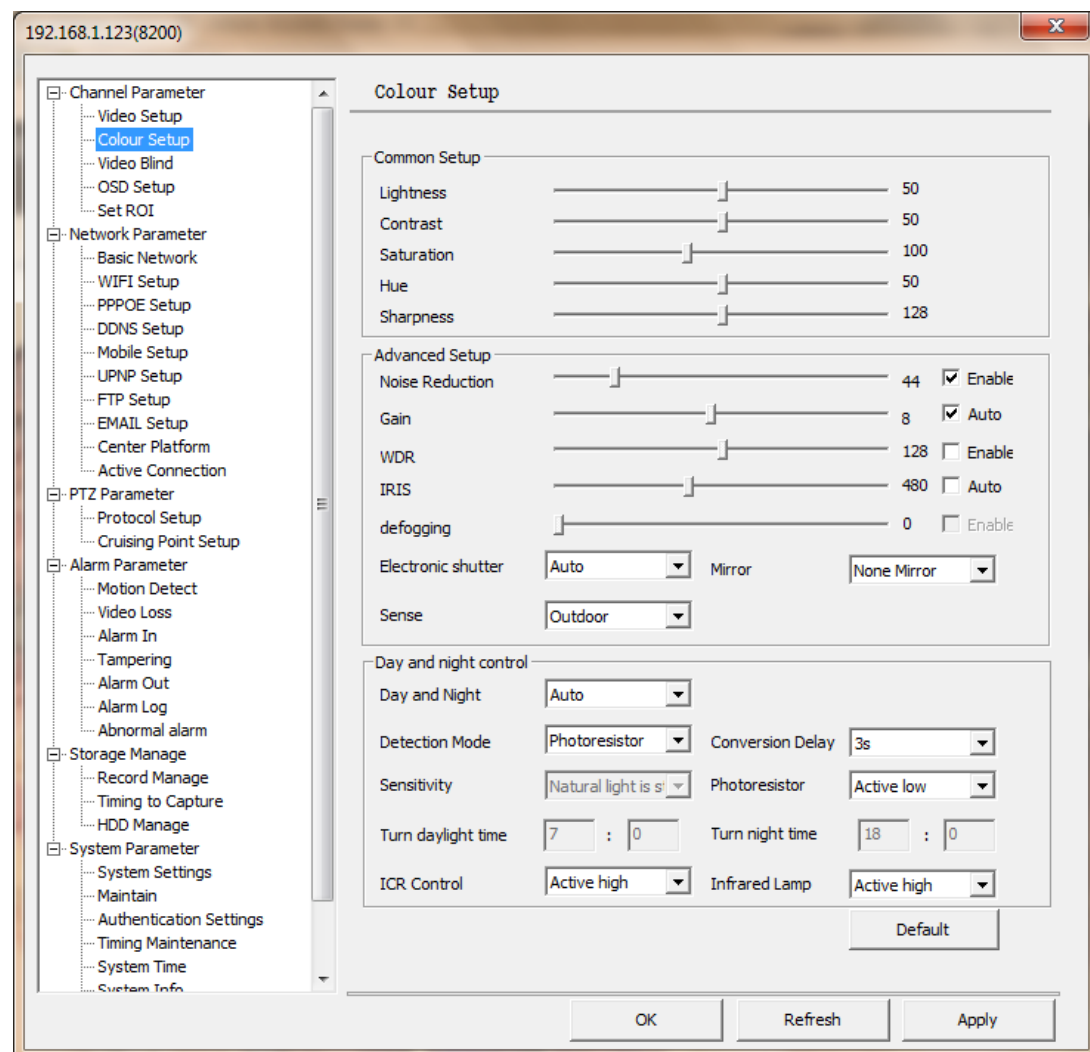 192.168.1.123(8200)
x
Channel Parameter
Video Setup
Colour Setup
Video Blind
OSD Setup
Set ROI
Network Parameter
Basic Network
WIFI Setup
PPPOE Setup
DDNS Setup
Mobile Setup
UPNP Setup
FTP Setup
EMAIL Setup
Center Platform
Active Connection
PTZ Parameter
Protocol Setup
Cruising Point Setup
Alarm Parameter
Motion Detect
Video Loss
Alarm In
Tampering
Alarm Out
Alarm Log
Abnormal alarm
Storage Manage
Record Manage
Timing to Capture
HDD Manage
System Parameter
System Settings
Maintain
Authentication Settings
Timing Maintenance
System Time
System Info
Colour Setup
Common Setup
Lightness 50
Contrast 50
Saturation 100
Hue 50
Sharpness 128
Advanced Setup
Noise Reduction 44 Enable
Gain 8 Auto
WDR 128 Enable
IRIS 480 Auto
defogging 0 Enable
Electronic shutter Auto Mirror None Mirror
Sense Outdoor
Day and night control
Day and Night Auto
Detection Mode Photoresistor Conversion Delay 3s
Sensitivity Natural light is s Photoresistor Active low
Turn daylight time 7 : 0 Turn night time 18 : 0
ICR Control Active high Infrared Lamp Active high
Default
OK Refresh Apply